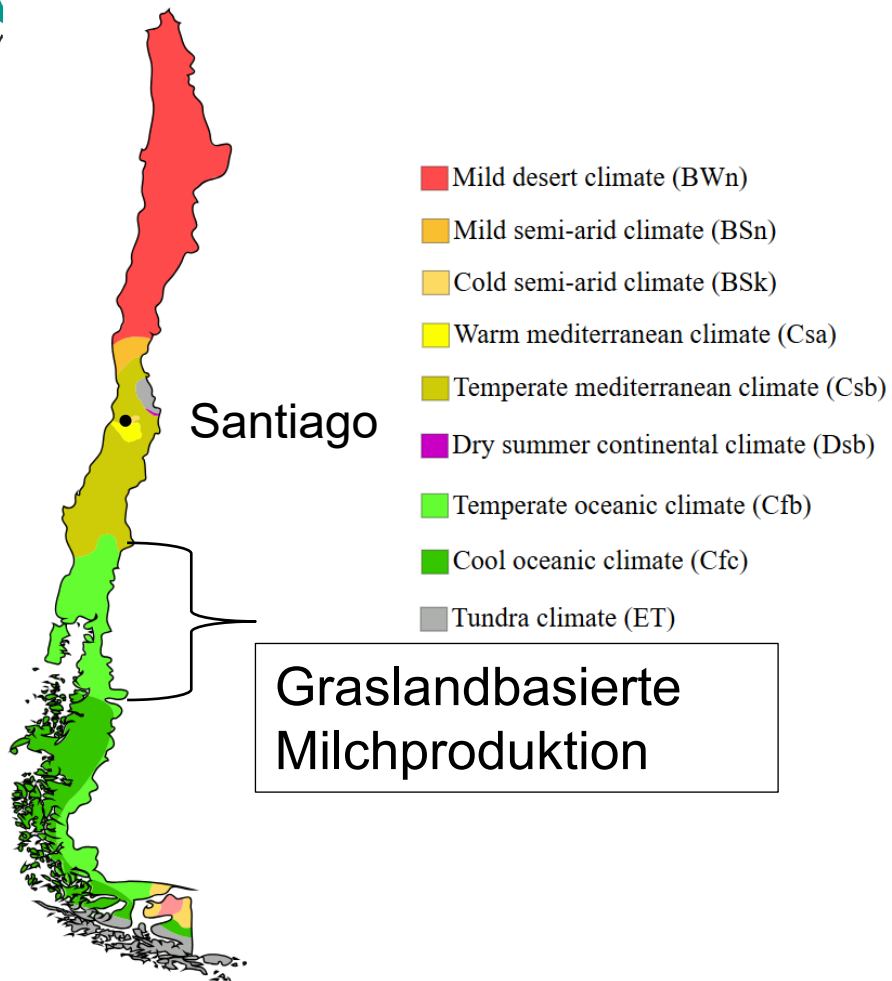 Mild desert climate (BWn)
Mild semi-arid climate (BSn)
Cold semi-arid climate (BSk)
Warm mediterranean climate (Csa)
Temperate mediterranean climate (Csb)
Santiago
Dry summer continental climate (Dsb)
Temperate oceanic climate (Cfb)
Cool oceanic climate (Cfc)
Tundra climate (ET)
Graslandbasierte
Milchproduktion